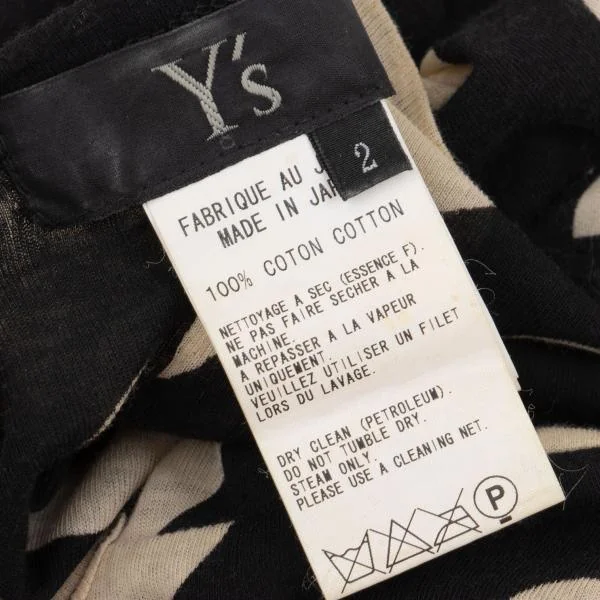 Y's
2
FABRIQUE AU J
MADE IN JAP
100% COTON COTTON
NETTOYAGE A SEC (ESSENCE F).
NE PAS FAIRE SECHER A LA
MACHINE.
A REPASSER A LA VAPEUR
UNIQUEMENT.
VEUILLEZ UTILISER UN FILET
LORS DU LAVAGE.
DRY CLEAN (PETROLEUM).
DO NOT TUMBLE DRY.
STEAM ONLY.
PLEASE USE A CLEANING NET.
P